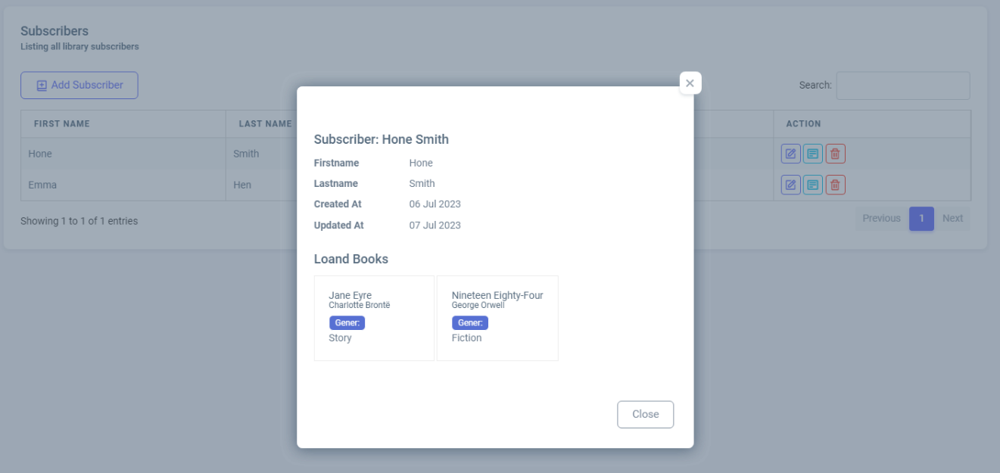 Subscribers
Listing all library subscribers
Add Subscriber
Search:
FIRST NAME LAST NAME ACTION
Hone Smith
Emma Hen
Showing 1 to 1 of 1 entries
Previous 1 Next
Subscriber: Hone Smith
Firstname Hone
Lastname Smith
Created At 06 Jul 2023
Updated At 07 Jul 2023
Loand Books
Jane Eyre
Charlotte Brontë
Gener:
Story
Nineteen Eighty-Four
George Orwell
Gener:
Fiction
Close